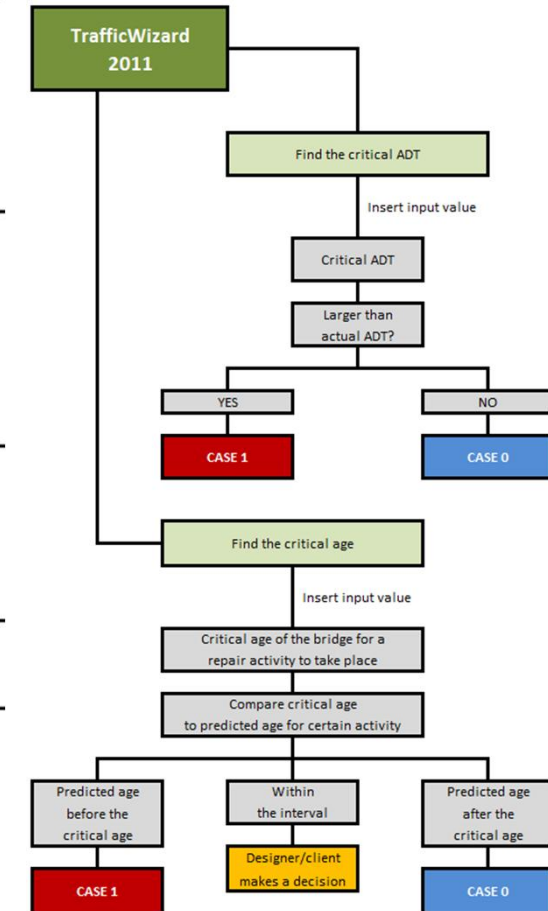 TrafficWizard
2011
Find the critical ADT
Insert input value
Critical ADT
Larger than
actual ADT?
YES
NO
CASE 1
CASE 0
Find the critical age
Insert input value
Critical age of the bridge for a
repair activity to take place
Compare critical age
to predicted age for certain activity
Predicted age
before the
critical age
Within
the interval
Predicted age
after the
critical age
Designer/client
makes a decision
CASE 1
CASE 0